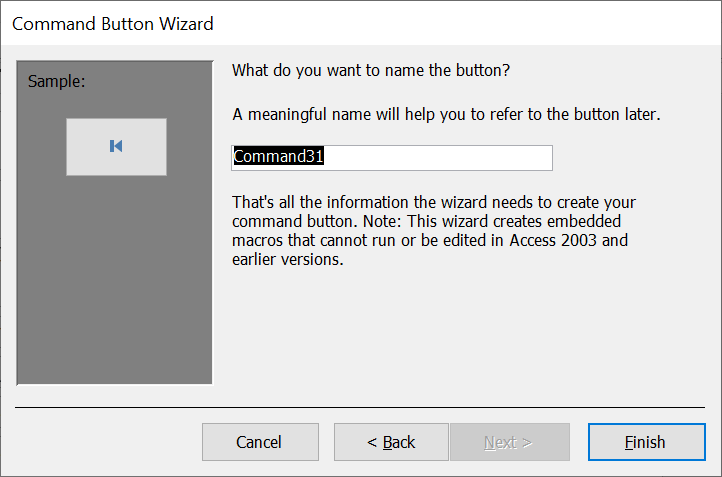 Command Button Wizard
Sample:
What do you want to name the button?
A meaningful name will help you to refer to the button later.
Command31
That's all the information the wizard needs to create your
command button. Note: This wizard creates embedded
macros that cannot run or be edited in Access 2003 and
earlier versions.
Cancel
< Back
Next >
Finish